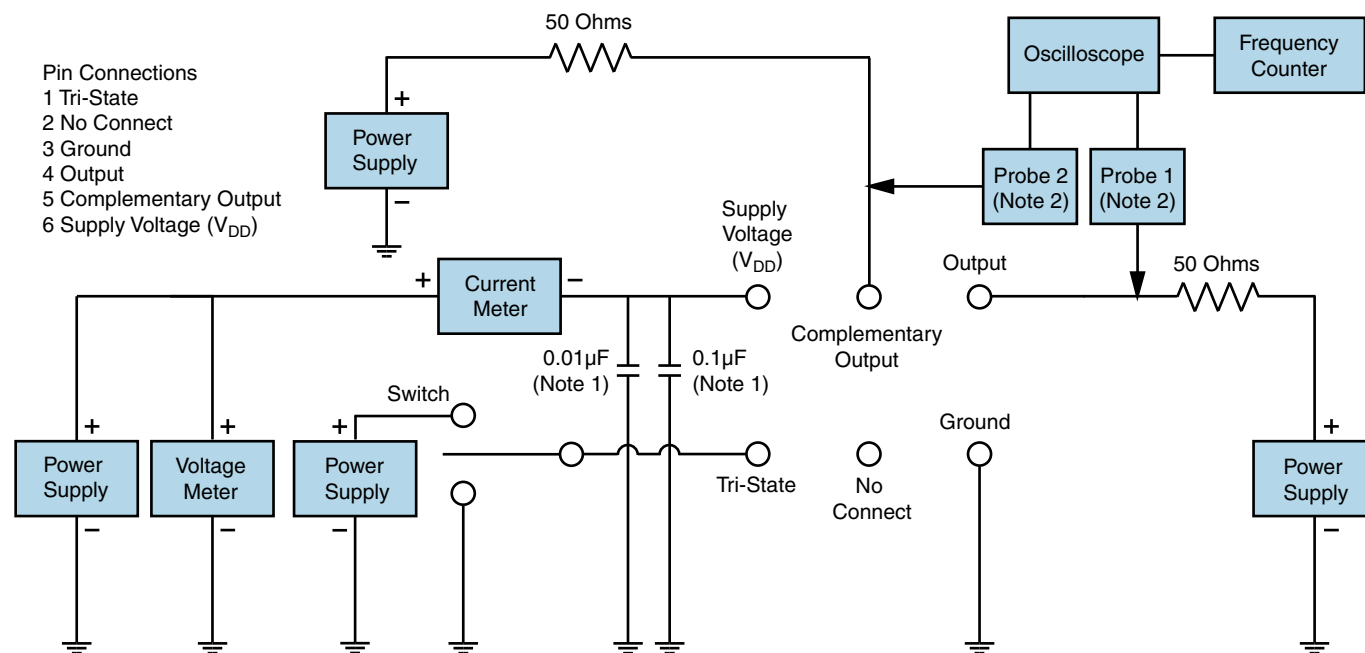 50 Ohms
Pin Connections
1 Tri-State
2 No Connect
3 Ground
4 Output
5 Complementary Output
6 Supply Voltage (VDD)
+
Power
Supply
−
Oscilloscope
Frequency
Counter
Probe 2
(Note 2)
Probe 1
(Note 2)
Supply
Voltage
(VDD)
Output
50 Ohms
+
Current
Meter
−
Complementary
Output
0.01µF
(Note 1)
0.1µF
(Note 1)
Switch
Ground
+
Power
Supply
−
+
Voltage
Meter
−
+
Power
Supply
−
Tri-State
No
Connect
+
Power
Supply
−